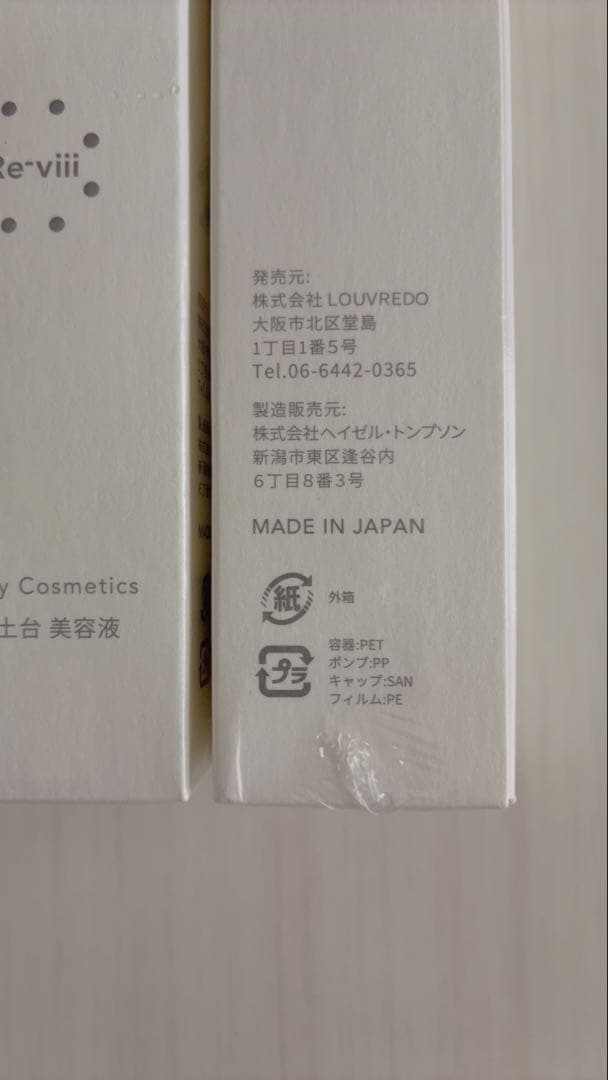 Re-viii
Cosmetics
土台 美容液
発売元:
株式会社 LOUVREDO
大阪市北区堂島
1丁目1番5号
Tel.06-6442-0365
製造販売元:
株式会社ヘイゼル・トンプソン
新潟市東区逢谷内
6丁目8番3号
MADE IN JAPAN
紙
外箱
プラ
容器:PET
ポンプ:PP
キャップ:SAN
フィルム:PE